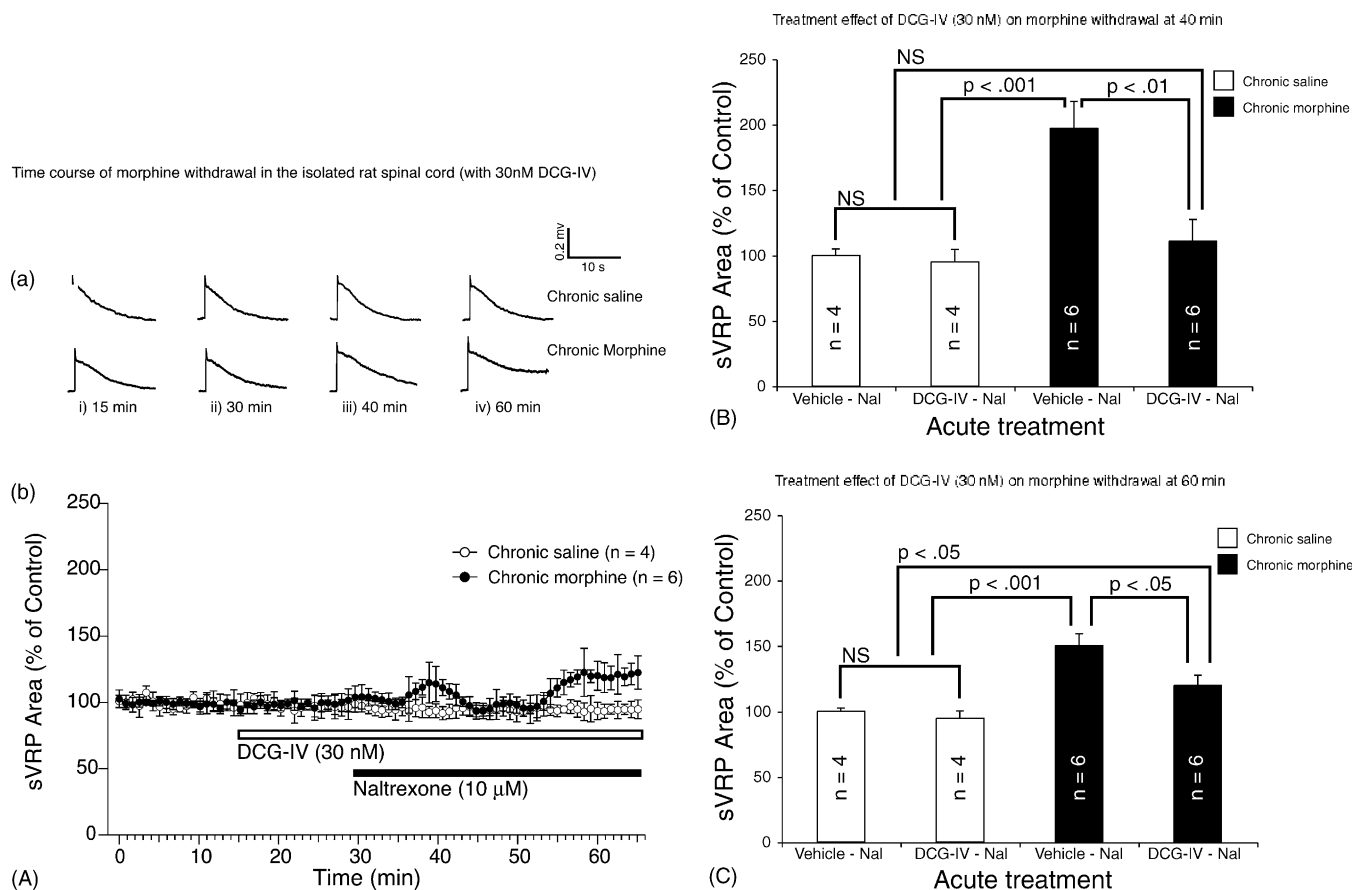 Time course of morphine withdrawal in the isolated rat spinal cord (with 30nM DCG-IV)
0.2 mv
10 s
(a)
Chronic saline
Chronic Morphine
i) 15 min
ii) 30 min
iii) 40 min
iv) 60 min
(b)
250
200
150
100
50
0
sVRP Area (% of Control)
Chronic saline (n = 4)
Chronic morphine (n = 6)
DCG-IV (30 nM)
Naltrexone (10 μM)
0 10 20 30 40 50 60
Time (min)
(A)
Treatment effect of DCG-IV (30 nM) on morphine withdrawal at 40 min
250
200
150
100
50
0
sVRP Area (% of Control)
NS
p < .001
p < .01
NS
Chronic saline
Chronic morphine
n = 4
n = 4
n = 6
n = 6
Vehicle - Nal
DCG-IV - Nal
Vehicle - Nal
DCG-IV - Nal
Acute treatment
(B)
Treatment effect of DCG-IV (30 nM) on morphine withdrawal at 60 min
250
200
150
100
50
0
sVRP Area (% of Control)
p < .05
p < .001
p < .05
NS
Chronic saline
Chronic morphine
n = 4
n = 4
n = 6
n = 6
Vehicle - Nal
DCG-IV - Nal
Vehicle - Nal
DCG-IV - Nal
Acute treatment
(C)